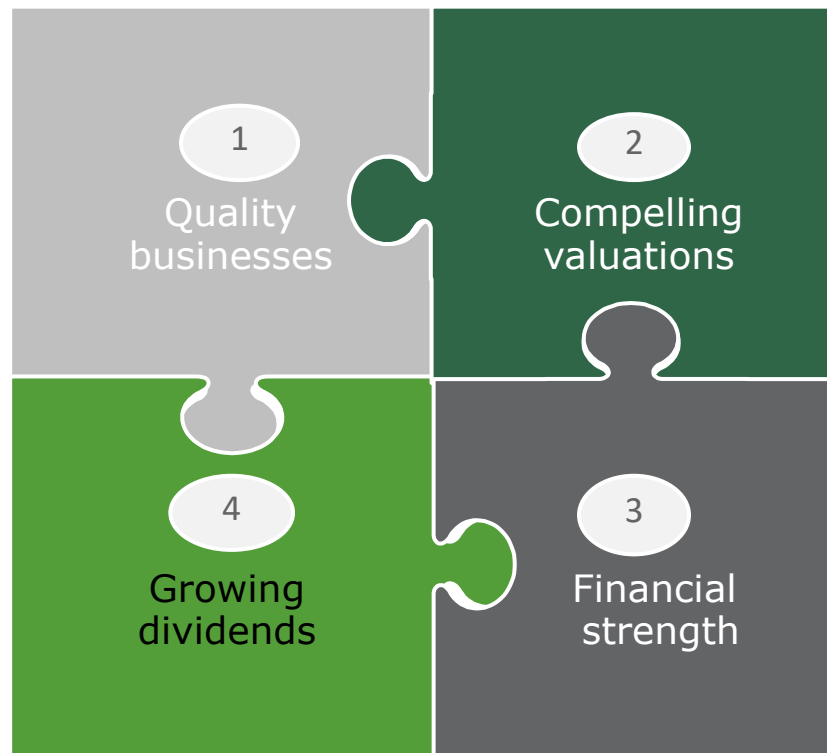 1
Quality
businesses
2
Compelling
valuations
4
Growing
dividends
3
Financial
strength